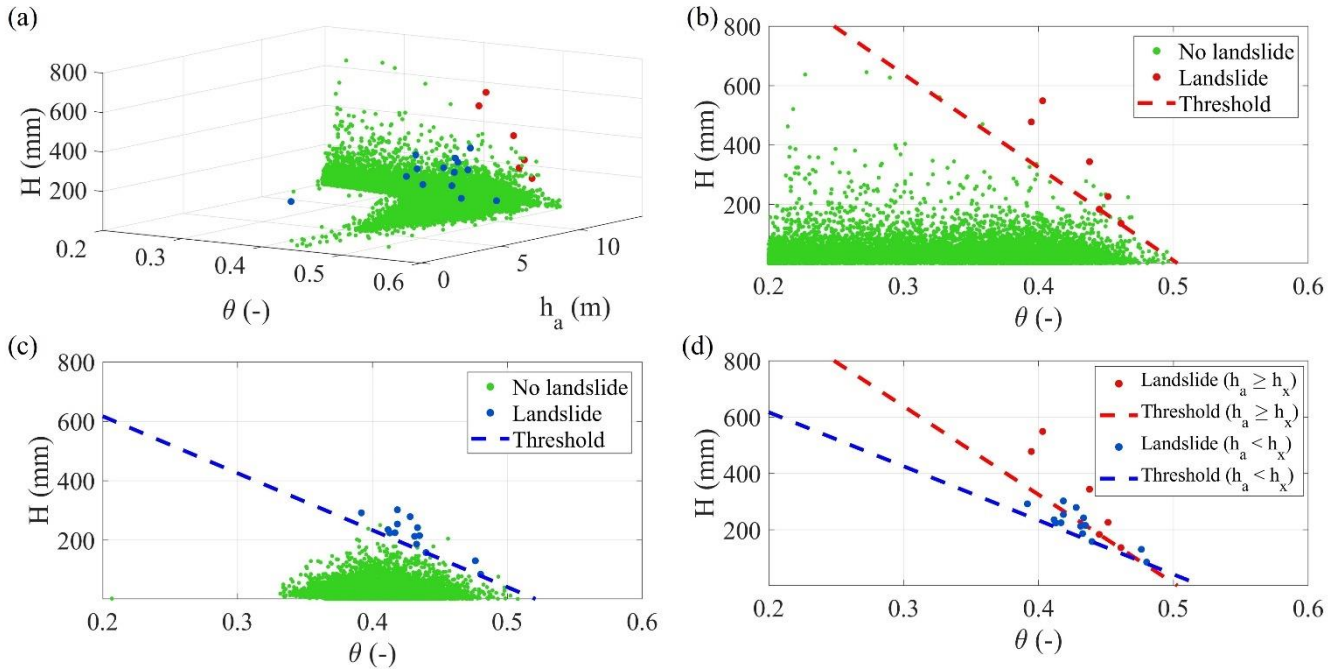 (a)
800
600
400
200
H (mm)
0.2
0.3
0.4
0.5
0.6
θ (-)
0
5
10
h_a (m)
(b)
800
600
400
200
H (mm)
0.2
0.3
0.4
0.5
0.6
θ (-)
No landslide
Landslide
Threshold
(c)
800
600
400
200
H (mm)
0.2
0.3
0.4
0.5
0.6
θ (-)
No landslide
Landslide
Threshold
(d)
800
600
400
200
H (mm)
0.2
0.3
0.4
0.5
0.6
θ (-)
Landslide (h_a ≥ h_x)
Threshold (h_a ≥ h_x)
Landslide (h_a < h_x)
Threshold (h_a < h_x)